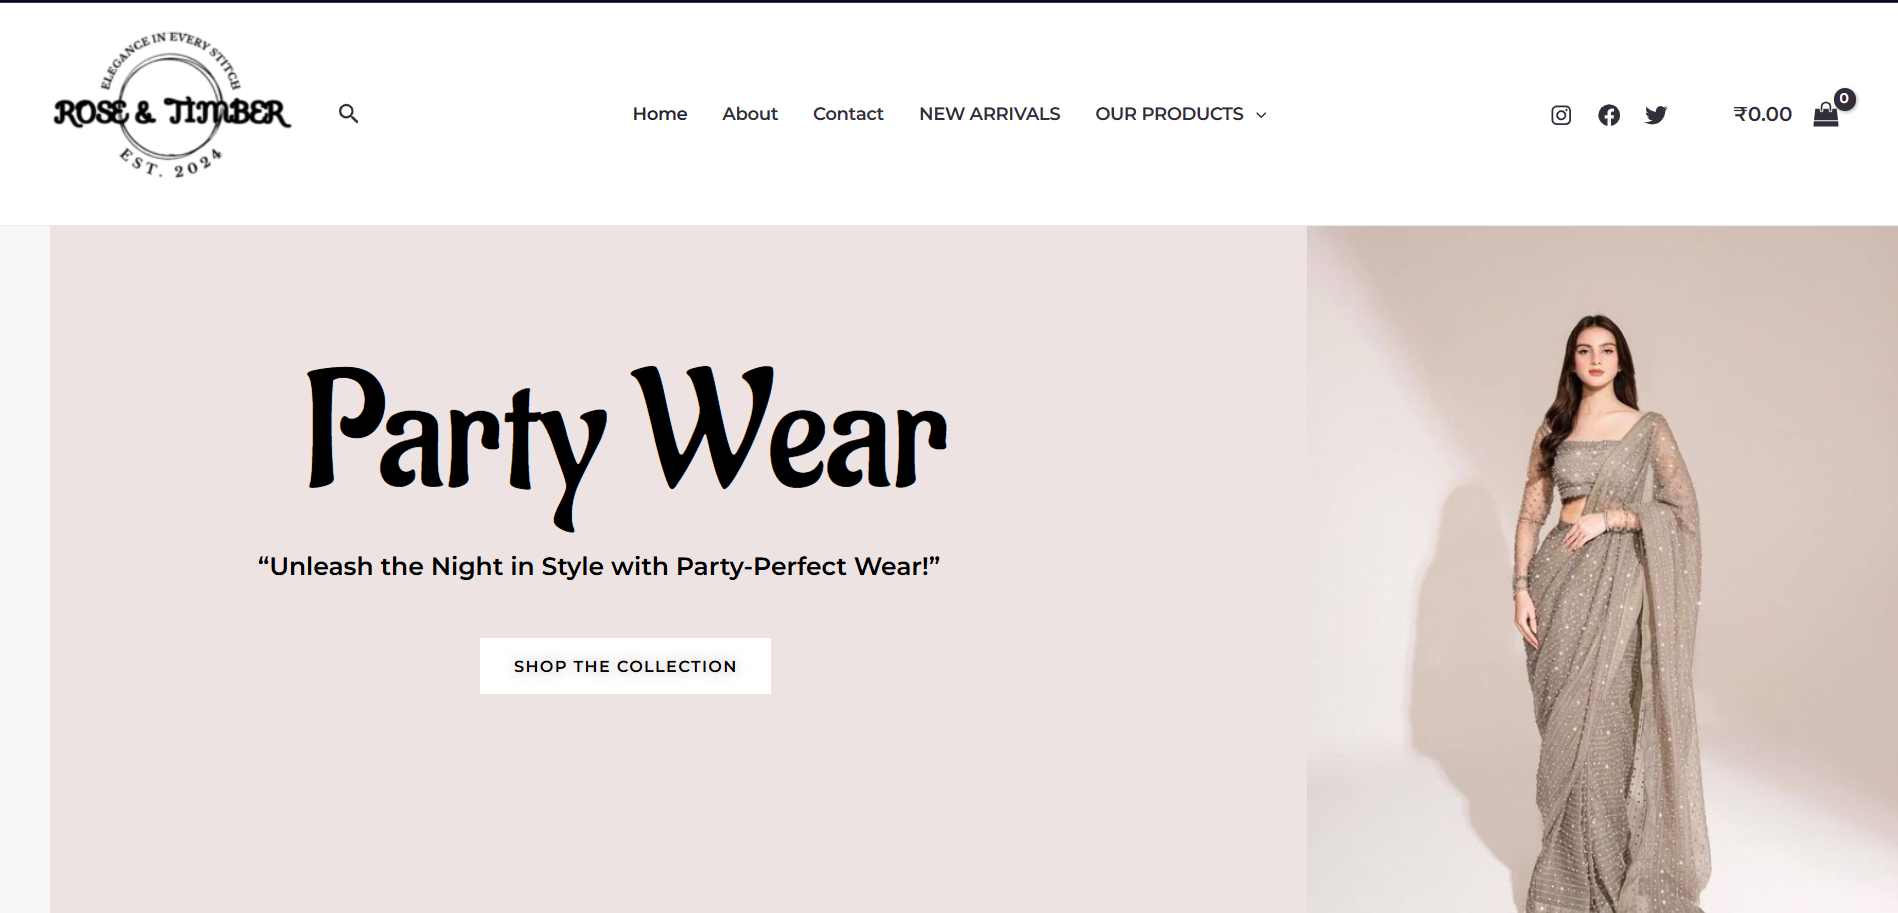 ELEGANCE IN EVERY STITCH
ROSE & TIMBER
EST. 2024
Home About Contact NEW ARRIVALS OUR PRODUCTS
₹0.00 0
Party Wear
“Unleash the Night in Style with Party-Perfect Wear!”
SHOP THE COLLECTION